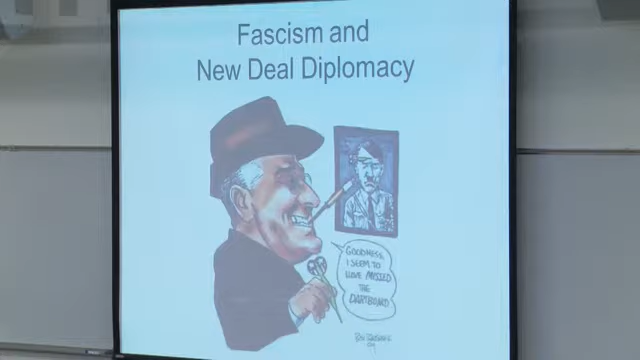 Fascism and
New Deal Diplomacy
GOODNESS,
I SEEM TO
HAVE MISSED
THE
DARTBOARD